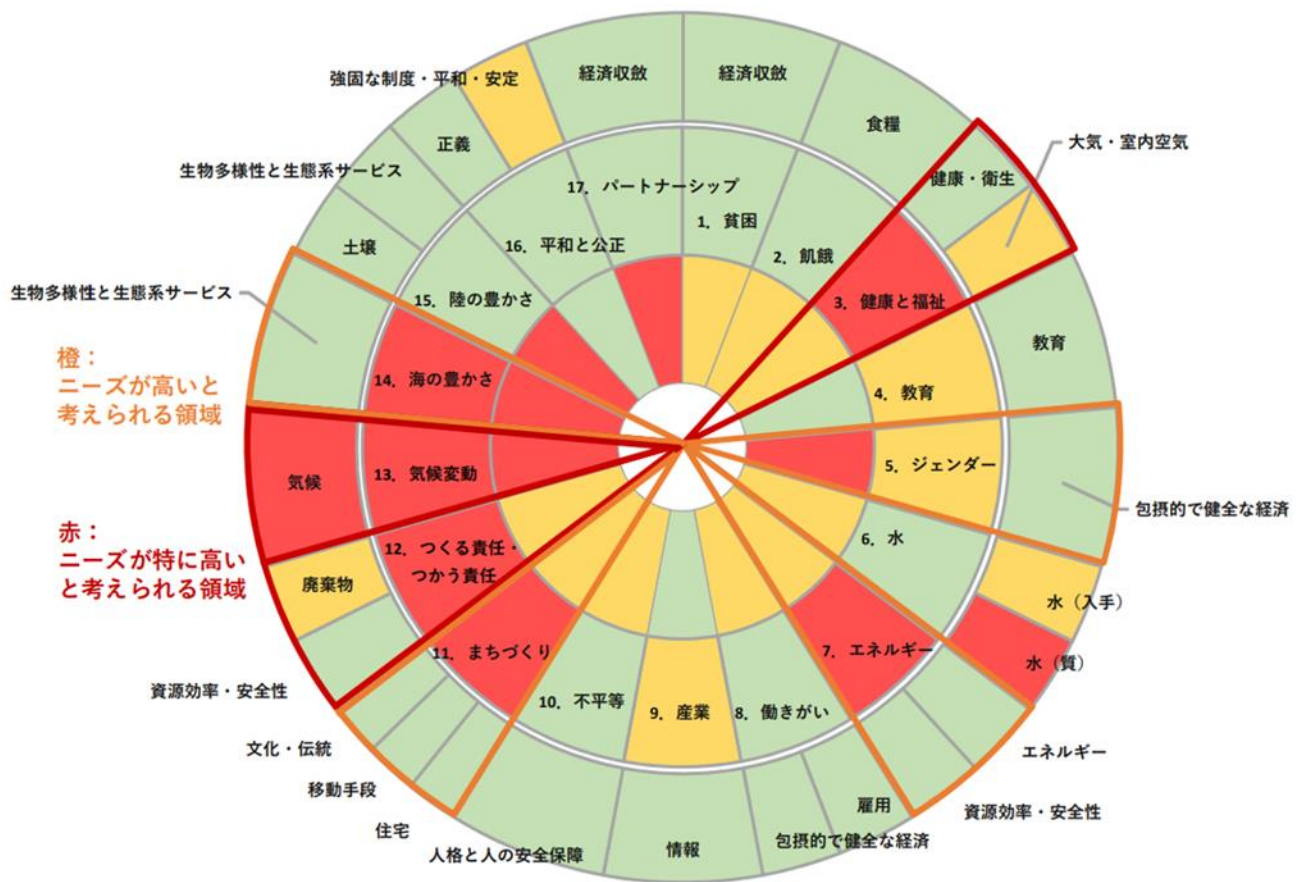 強固な制度・平和・安定
経済収斂
経済収斂
食糧
大気・室内空気
正義
健康・衛生
生物多様性と生態系サービス
17. パートナーシップ
1. 貧困
土壌
16. 平和と公正
2. 飢餓
生物多様性と生態系サービス
15. 陸の豊かさ
3. 健康と福祉
教育
橙:
ニーズが高いと
考えられる領域
14. 海の豊かさ
4. 教育
気候
13. 気候変動
5. ジェンダー
包摂的で健全な経済
赤:
ニーズが特に高い
と考えられる領域
12. つくる責任・
つかう責任
6. 水
廃棄物
水(入手)
11. まちづくり
7. エネルギー
水(質)
資源効率・安全性
10. 不平等
9. 産業
8. 働きがい
文化・伝統
エネルギー
移動手段
雇用
資源効率・安全性
住宅
包摂的で健全な経済
人格と人の安全保障
情報